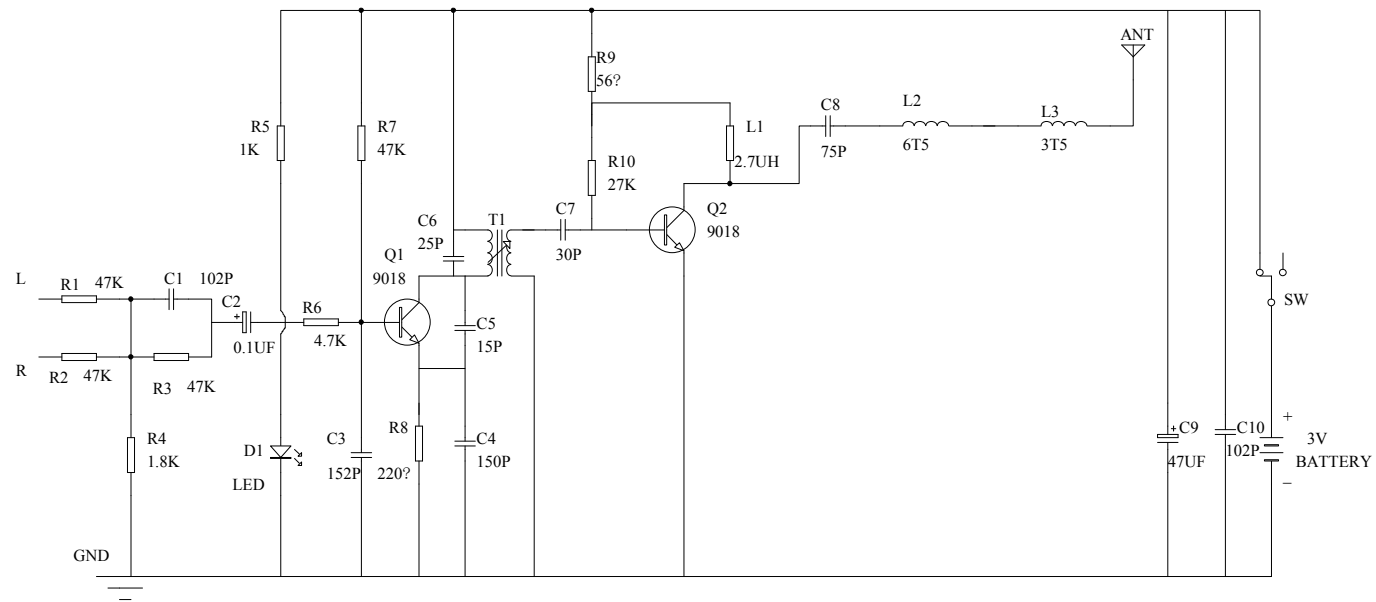 ANT
R9
56?
C8
L2
L3
75P
6T5
3T5
R5
1K
R7
47K
L1
2.7UH
R10
27K
C6
25P
T1
C7
30P
Q2
9018
Q1
9018
L
R1
47K
C1
102P
C2
0.1UF
R6
4.7K
C5
15P
SW
R
R2
47K
R3
47K
R4
1.8K
D1
LED
C3
152P
R8
220?
C4
150P
+
C9
47UF
C10
102P
+
3V
BATTERY
−
GND
+